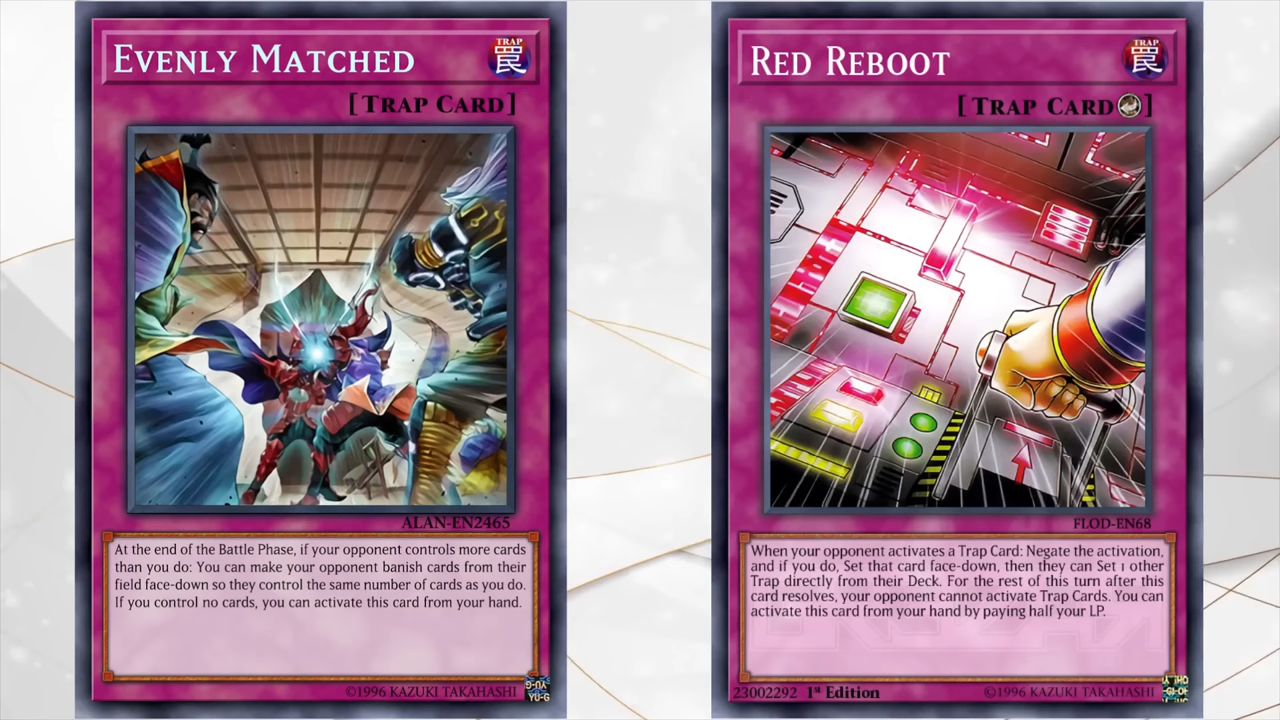 EVENLY MATCHED
TRAP
罠
[TRAP CARD]
ALAN-EN2465
At the end of the Battle Phase, if your opponent controls more cards
than you do: You can make your opponent banish cards from their
field face-down so they control the same number of cards as you do.
If you control no cards, you can activate this card from your hand.
©1996 KAZUKI TAKAHASHI
RED REBOOT
TRAP
罠
[TRAP CARD]
FLOD-EN68
When your opponent activates a Trap Card: Negate the activation,
and if you do, Set that card face-down, then they can Set 1 other
Trap directly from their Deck. For the rest of this turn after this
card resolves, your opponent cannot activate Trap Cards. You can
activate this card from your hand by paying half your LP.
23002292 1st Edition
©1996 KAZUKI TAKAHASHI